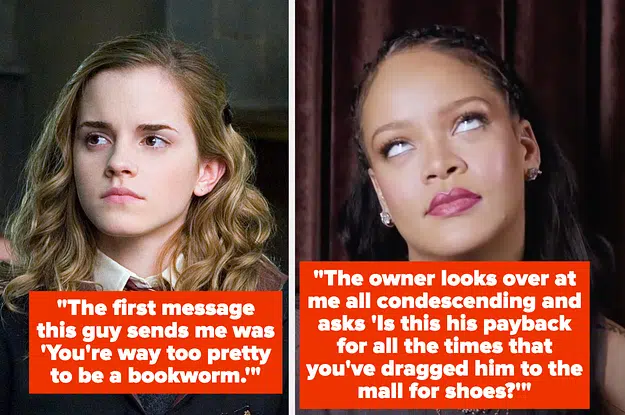 "The first message
this guy sends me was
'You're way too pretty
to be a bookworm.'"
"The owner looks over at
me all condescending and
asks 'Is this his payback
for all the times that
you've dragged him to the
mall for shoes?'"